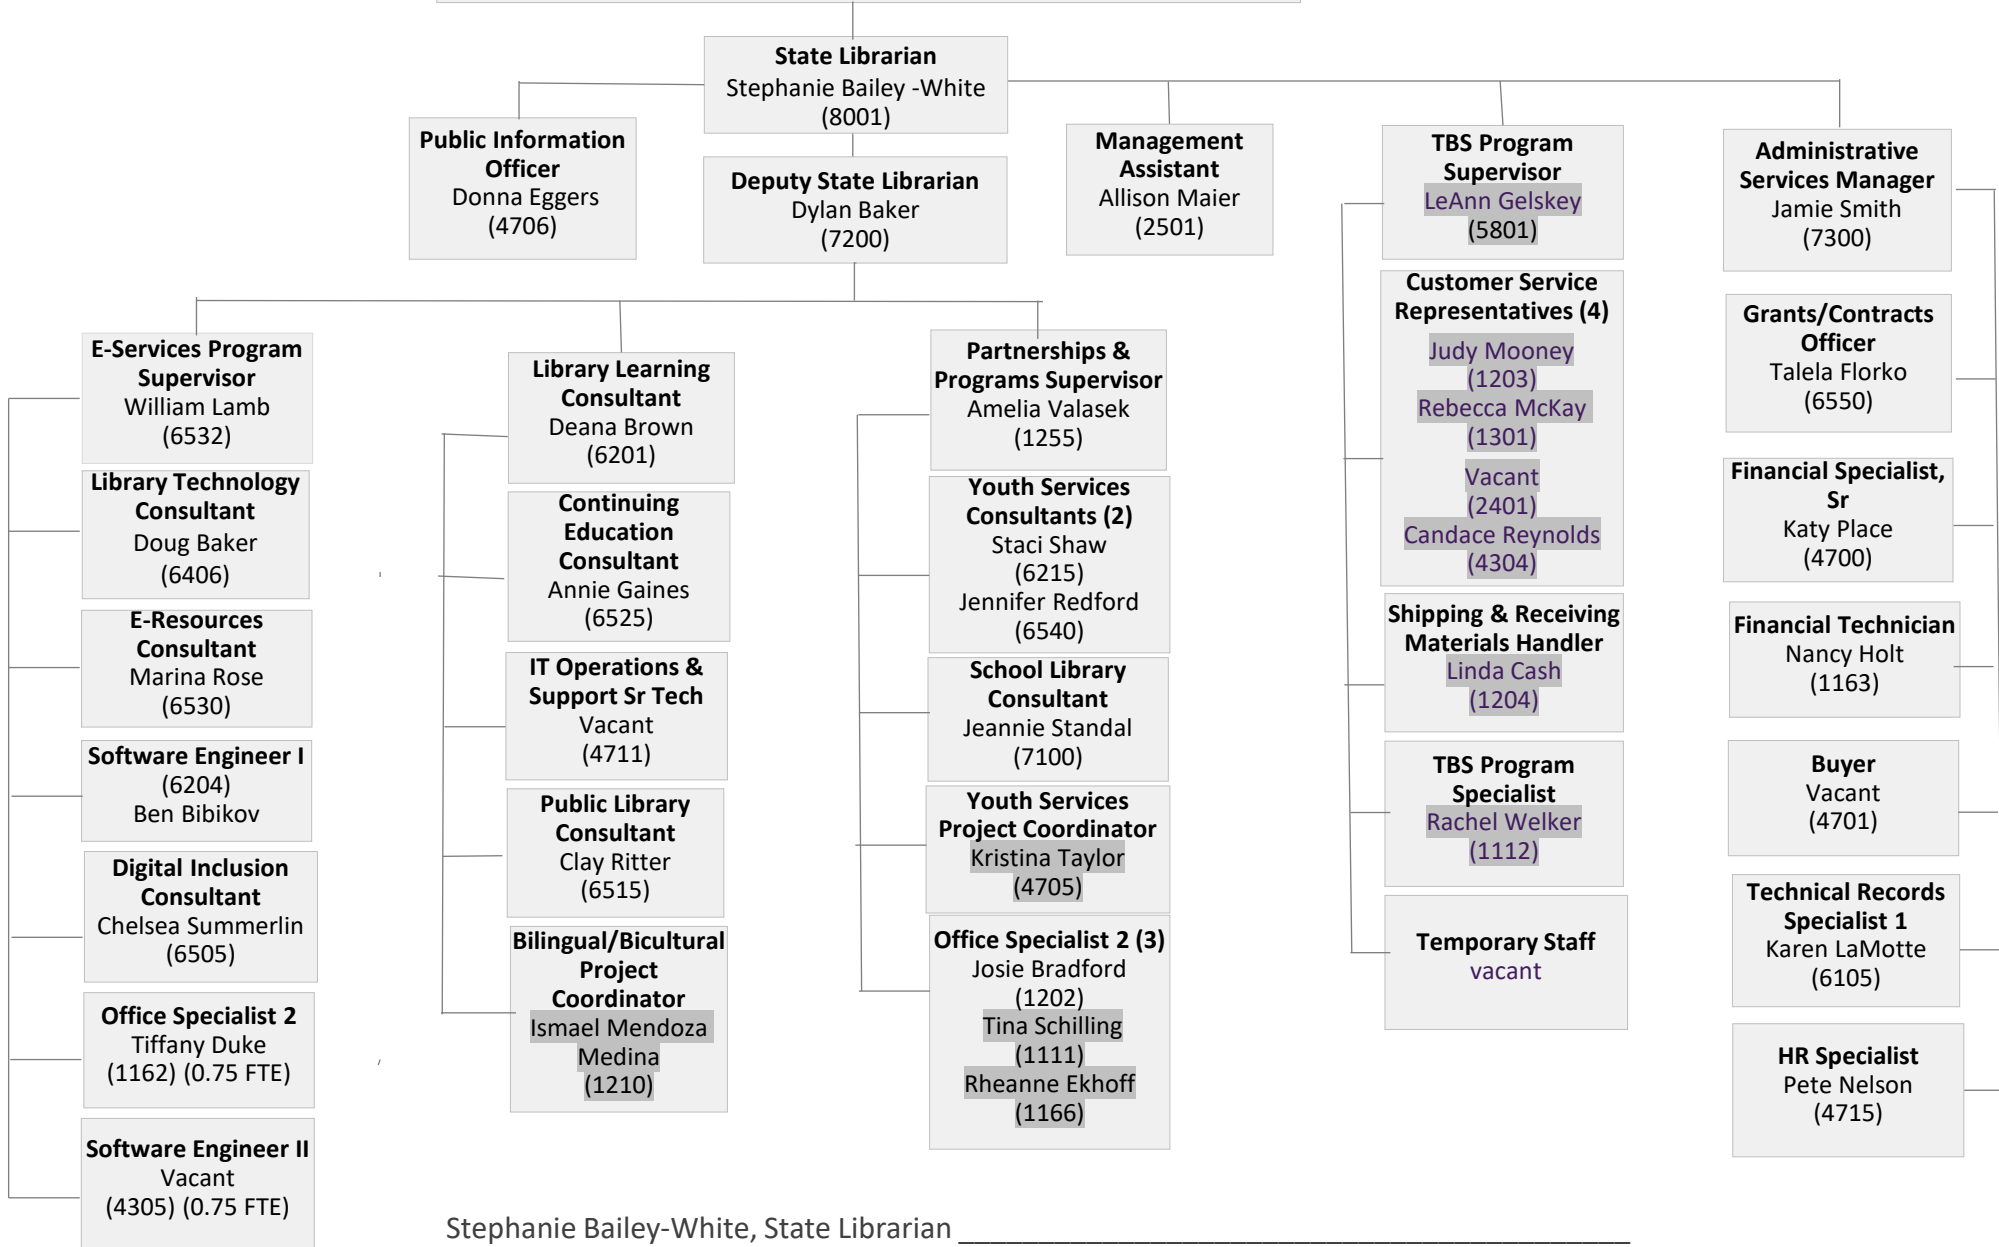 State Librarian
Stephanie Bailey -White
(8001)
Public Information
Officer
Donna Eggers
(4706)
Deputy State Librarian
Dylan Baker
(7200)
Management
Assistant
Allison Maier
(2501)
TBS Program
Supervisor
LeAnn Gelskey
(5801)
Administrative
Services Manager
Jamie Smith
(7300)
E-Services Program
Supervisor
William Lamb
(6532)
Library Technology
Consultant
Doug Baker
(6406)
E-Resources
Consultant
Marina Rose
(6530)
Software Engineer I
(6204)
Ben Bibikov
Digital Inclusion
Consultant
Chelsea Summerlin
(6505)
Office Specialist 2
Tiffany Duke
(1162) (0.75 FTE)
Software Engineer II
Vacant
(4305) (0.75 FTE)
Library Learning
Consultant
Deana Brown
(6201)
Continuing
Education
Consultant
Annie Gaines
(6525)
IT Operations &
Support Sr Tech
Vacant
(4711)
Public Library
Consultant
Clay Ritter
(6515)
Bilingual/Bicultural
Project
Coordinator
Ismael Mendoza
Medina
(1210)
Partnerships &
Programs Supervisor
Amelia Valasek
(1255)
Youth Services
Consultants (2)
Staci Shaw
(6215)
Jennifer Redford
(6540)
School Library
Consultant
Jeannie Standal
(7100)
Youth Services
Project Coordinator
Kristina Taylor
(4705)
Office Specialist 2 (3)
Josie Bradford
(1202)
Tina Schilling
(1111)
Rheanne Ekhoff
(1166)
Customer Service
Representatives (4)
Judy Mooney
(1203)
Rebecca McKay
(1301)
Vacant
(2401)
Candace Reynolds
(4304)
Shipping & Receiving
Materials Handler
Linda Cash
(1204)
TBS Program
Specialist
Rachel Welker
(1112)
Temporary Staff
vacant
Grants/Contracts
Officer
Talela Florko
(6550)
Financial Specialist,
Sr
Katy Place
(4700)
Financial Technician
Nancy Holt
(1163)
Buyer
Vacant
(4701)
Technical Records
Specialist 1
Karen LaMotte
(6105)
HR Specialist
Pete Nelson
(4715)
Stephanie Bailey-White, State Librarian ________________________________________